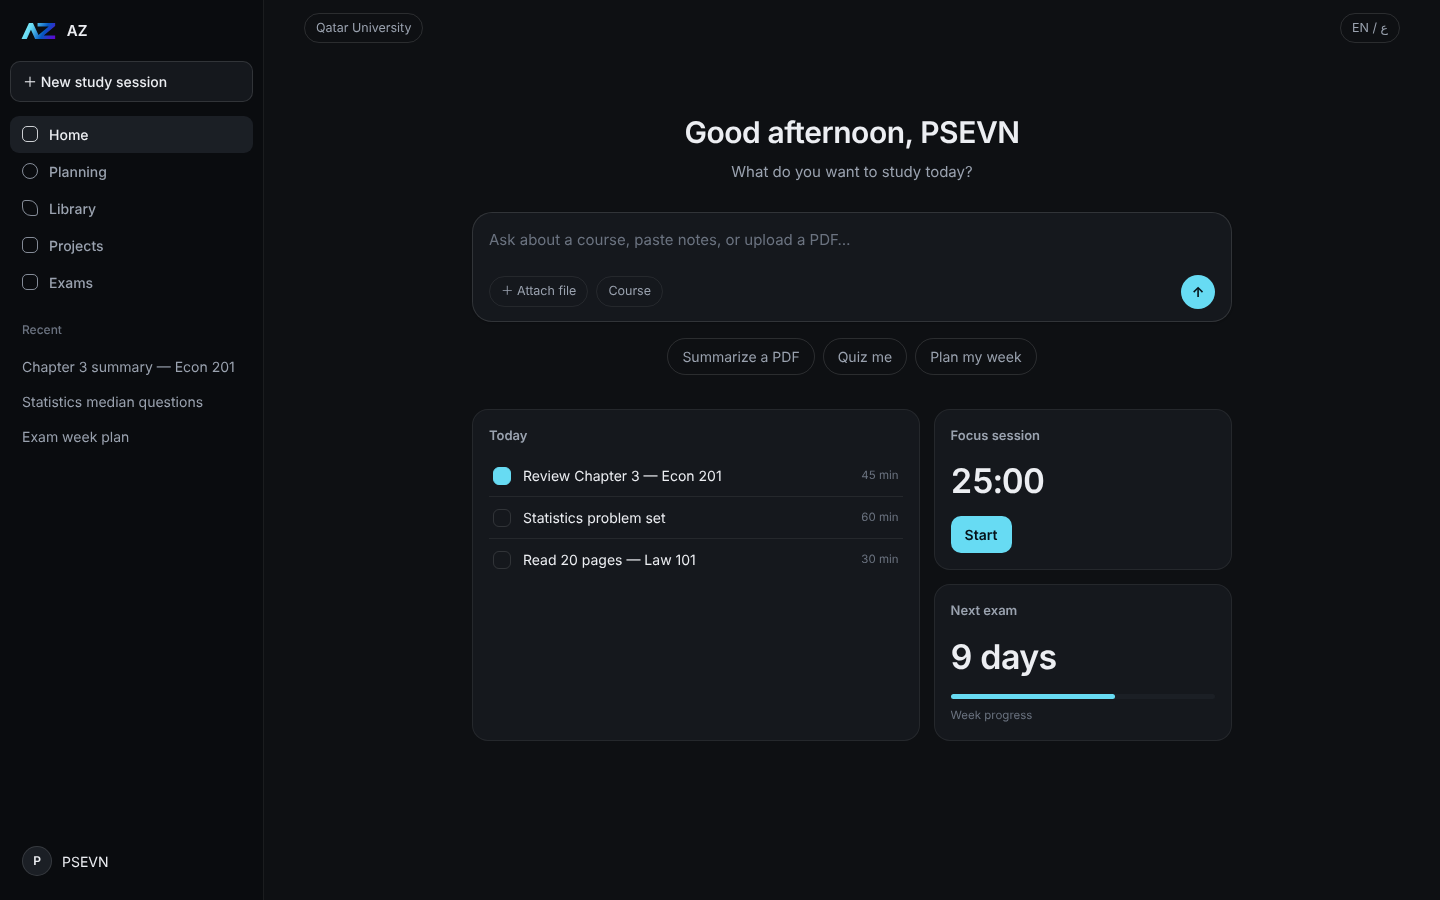 AZ AZ
+ New study session
Home
Planning
Library
Projects
Exams
Recent
Chapter 3 summary — Econ 201
Statistics median questions
Exam week plan
P PSEVN
Qatar University
EN / ع
Good afternoon, PSEVN
What do you want to study today?
Ask about a course, paste notes, or upload a PDF...
+ Attach file
Course
Summarize a PDF
Quiz me
Plan my week
Today
Review Chapter 3 — Econ 201 45 min
Statistics problem set 60 min
Read 20 pages — Law 101 30 min
Focus session
25:00
Start
Next exam
9 days
Week progress